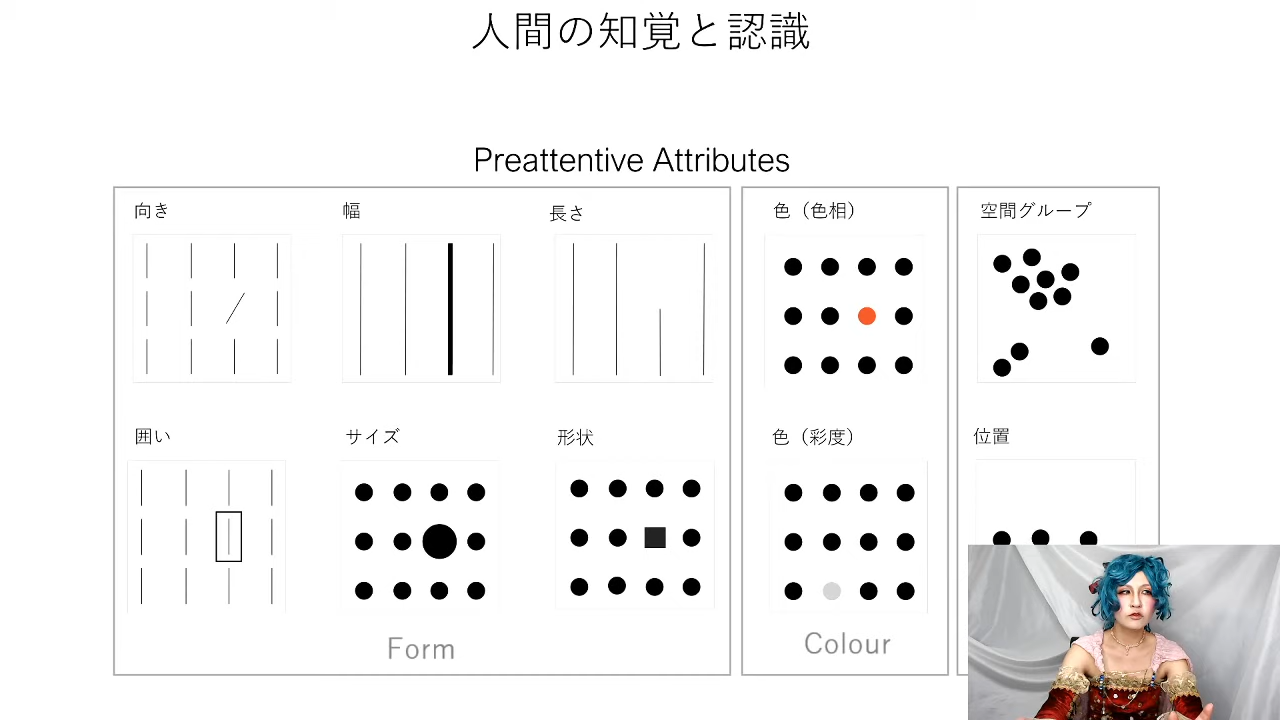 人間の知覚と認識
Preattentive Attributes
向き
幅
長さ
色（色相）
空間グループ
囲い
サイズ
形状
色（彩度）
位置
Form
Colour